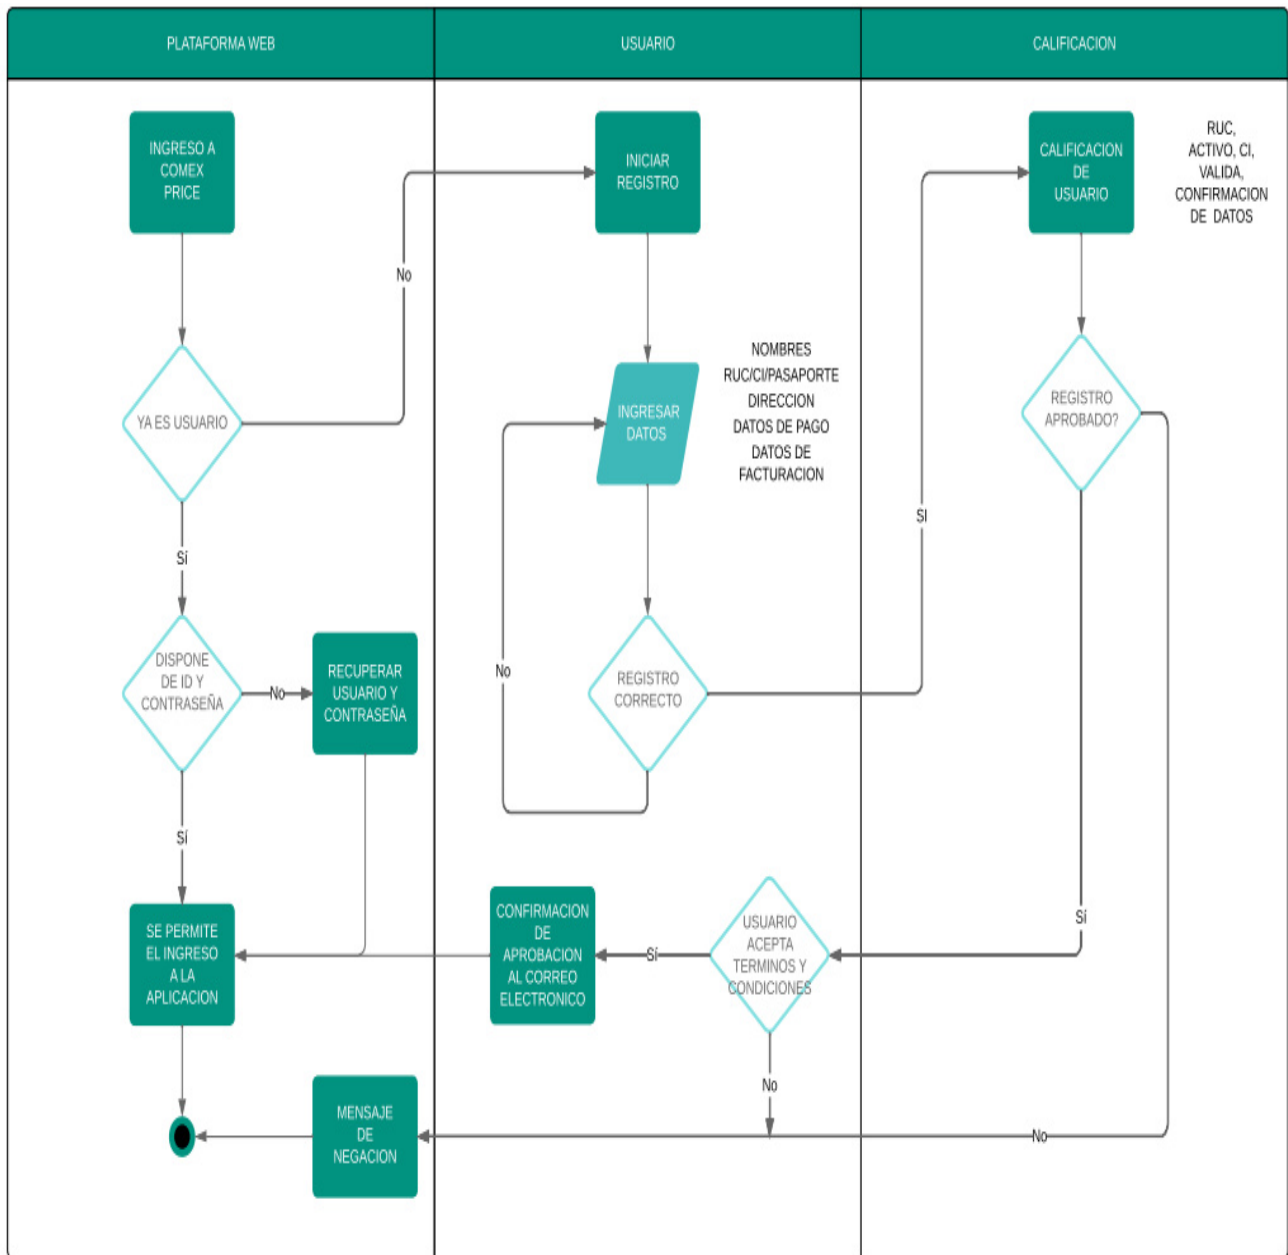 PLATAFORMA WEB
USUARIO
CALIFICACION
INGRESO A
COMEX
PRICE
INICIAR
REGISTRO
CALIFICACION
DE
USUARIO
RUC,
ACTIVO, CI,
VALIDA,
CONFIRMACION
DE DATOS
No
YA ES USUARIO
INGRESAR
DATOS
NOMBRES
RUC/CI/PASAPORTE
DIRECCION
DATOS DE PAGO
DATOS DE
FACTURACION
REGISTRO
APROBADO?
SI
Sí
DISPONE
DE ID Y
CONTRASEÑA
No
RECUPERAR
USUARIO Y
CONTRASEÑA
No
REGISTRO
CORRECTO
Sí
SE PERMITE
EL INGRESO
A LA
APLICACION
CONFIRMACION
DE
APROBACION
AL CORREO
ELECTRONICO
Sí
USUARIO
ACEPTA
TERMINOS Y
CONDICIONES
Sí
No
MENSAJE
DE
NEGACION
No